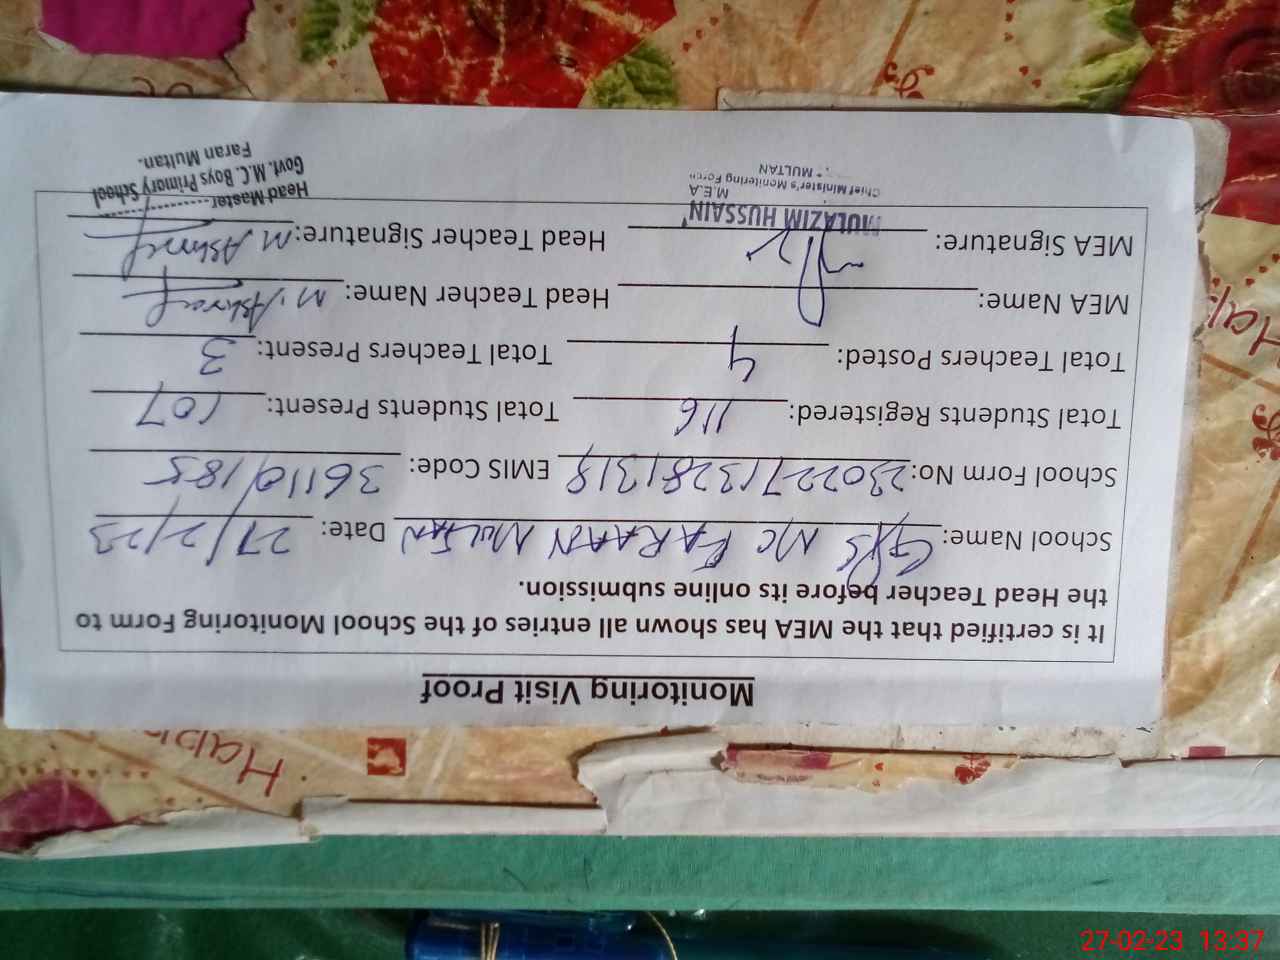 Monitoring Visit Proof
It is certified that the MEA has shown all entries of the School Monitoring Form to
the Head Teacher before its online submission.
School Name: GPS MC FARAAN MULTAN Date: 27/2/23
School Form No: 230227132813 EMIS Code: 36110185
Total Students Registered: 116 Total Students Present: 107
Total Teachers Posted: 4 Total Teachers Present: 3
MEA Name: Head Teacher Name: M. Ashraf
MEA Signature: Head Teacher Signature: M Ashraf
MULAZIM HUSSAIN
M.E.A
Chief Minister's Monitoring Force
MULTAN
Head Master
Govt. M.C. Boys Primary School
Faran Multan.
Happ
Hap
27-02-23 13:37